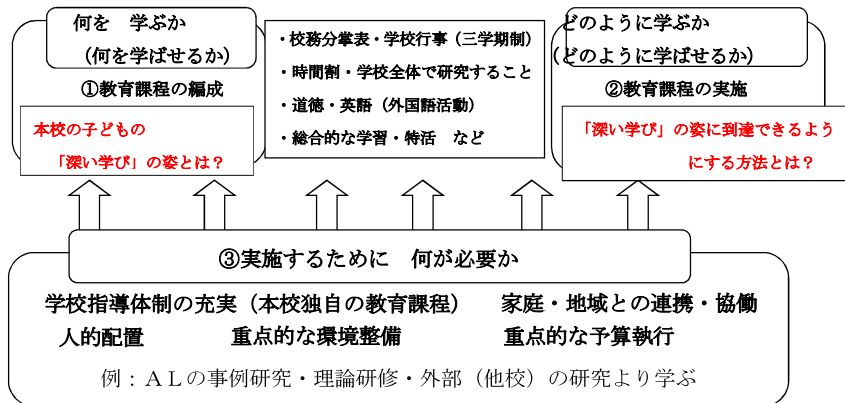 何を 学ぶか
(何を学ばせるか)
①教育課程の編成
本校の子どもの
「深い学び」の姿とは？
・校務分掌表・学校行事（三学期制）
・時間割・学校全体で研究すること
・道徳・英語（外国語活動）
・総合的な学習・特活 など
どのように学ぶか
(どのように学ばせるか)
②教育課程の実施
「深い学び」の姿に到達できるよう
にする方法とは？
③実施するために 何が必要か
学校指導体制の充実（本校独自の教育課程） 家庭・地域との連携・協働
人的配置 重点的な環境整備 重点的な予算執行
例：ＡＬの事例研究・理論研修・外部（他校）の研究より学ぶ